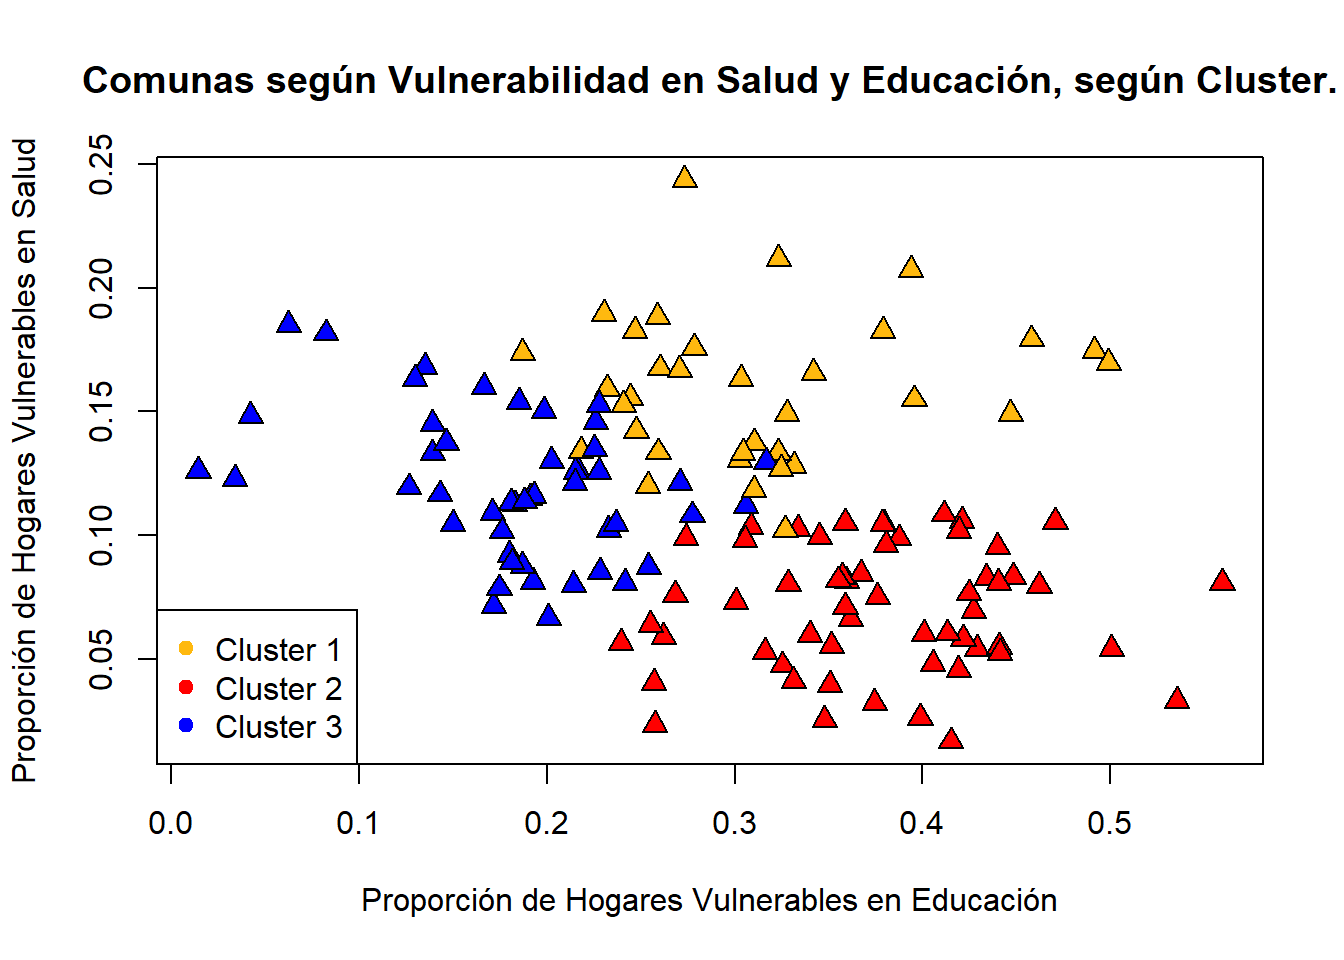 Comunas según Vulnerabilidad en Salud y Educación, según Cluster.
Proporción de Hogares Vulnerables en Salud
0.25
0.20
0.15
0.10
0.05
Cluster 1
Cluster 2
Cluster 3
0.0 0.1 0.2 0.3 0.4 0.5
Proporción de Hogares Vulnerables en Educación